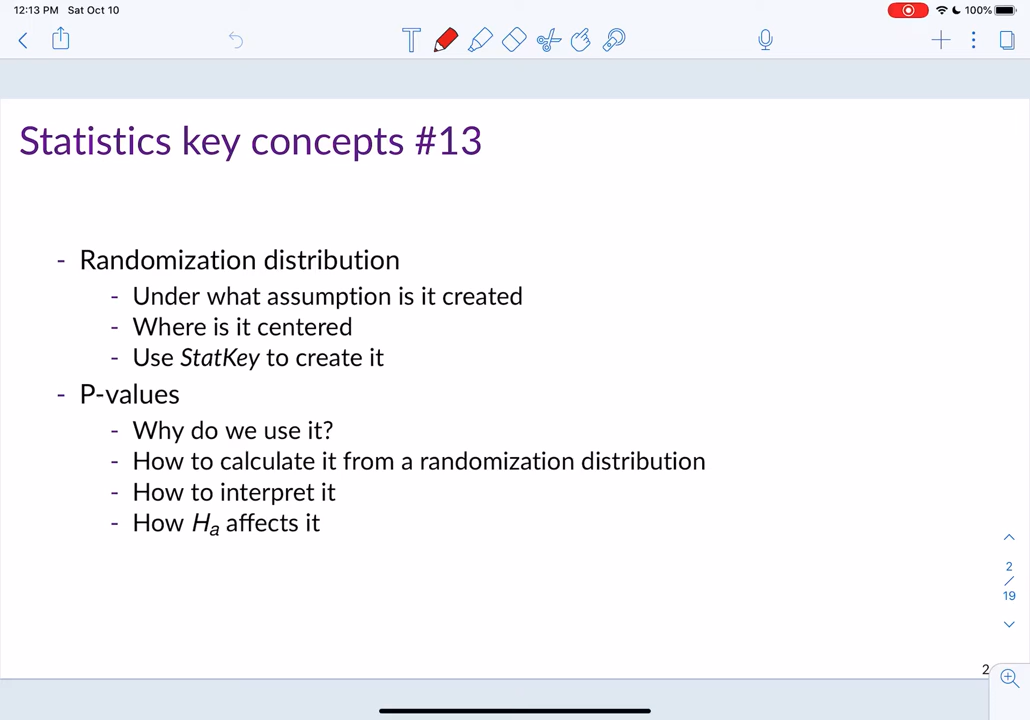 12:13 PM Sat Oct 10 100%
T
Statistics key concepts #13
- Randomization distribution
- Under what assumption is it created
- Where is it centered
- Use StatKey to create it
- P-values
- Why do we use it?
- How to calculate it from a randomization distribution
- How to interpret it
- How Ha affects it
2
/
19
2